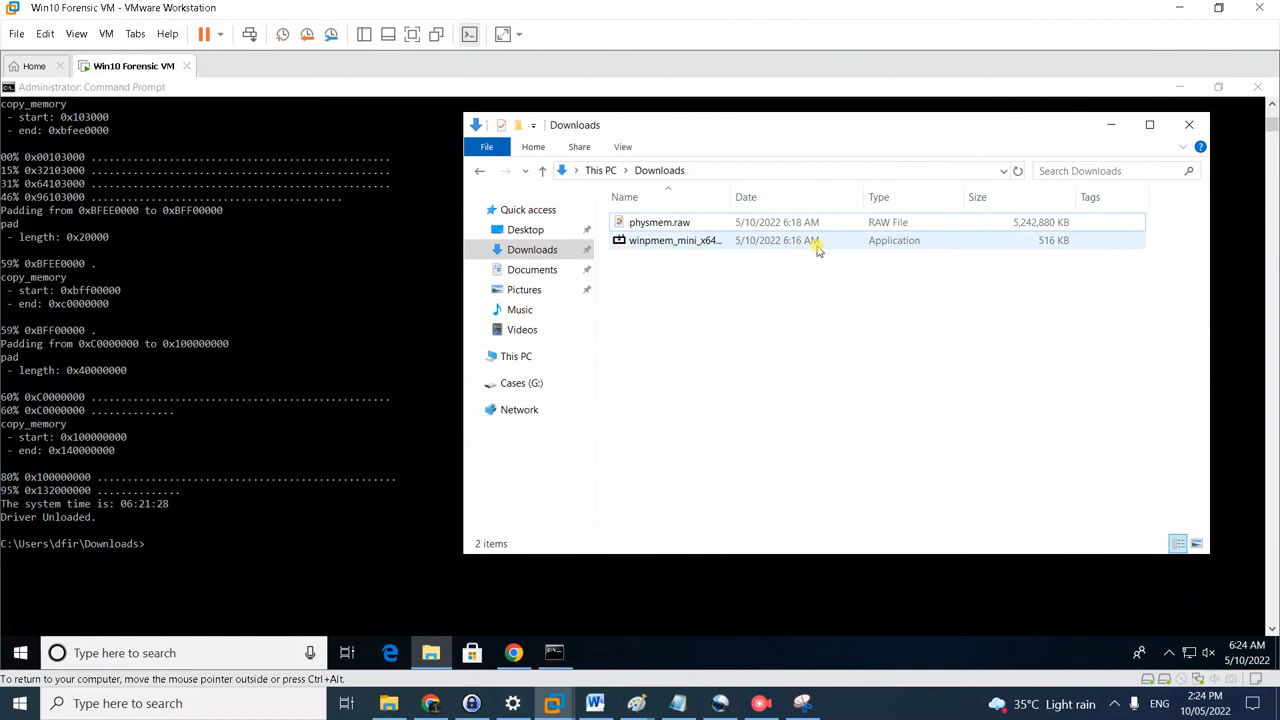 Win10 Forensic VM - VMware Workstation
File Edit View VM Tabs Help
Home
Win10 Forensic VM
Administrator: Command Prompt
copy_memory
- start: 0x103000
- end: 0xbfee0000
00% 0x00103000 ..................................................
15% 0x32103000 ..................................................
31% 0x64103000 ..................................................
46% 0x96103000 ..........................................
Padding from 0xBFEE0000 to 0xBFF00000
pad
- length: 0x20000
59% 0xBFEE0000 .
copy_memory
- start: 0xbff00000
- end: 0xc0000000
59% 0xBFF00000 .
Padding from 0xC0000000 to 0x100000000
pad
- length: 0x40000000
60% 0xC0000000 ..................................................
60% 0xC0000000 ..............
copy_memory
- start: 0x100000000
- end: 0x140000000
80% 0x100000000 ..................................................
95% 0x132000000 ..............
The system time is: 06:21:28
Driver Unloaded.
C:\Users\dfir\Downloads>
Downloads
File Home Share View
This PC > Downloads
Search Downloads
Name Date Type Size Tags
physmem.raw 5/10/2022 6:18 AM RAW File 5,242,880 KB
winpmem_mini_x64... 5/10/2022 6:16 AM Application 516 KB
Quick access
Desktop
Downloads
Documents
Pictures
Music
Videos
This PC
Cases (G:)
Network
2 items
Type here to search
6:24 AM
5/10/2022
To return to your computer, move the mouse pointer outside or press Ctrl+Alt.
Type here to search
35°C Light rain
ENG
2:24 PM
10/05/2022